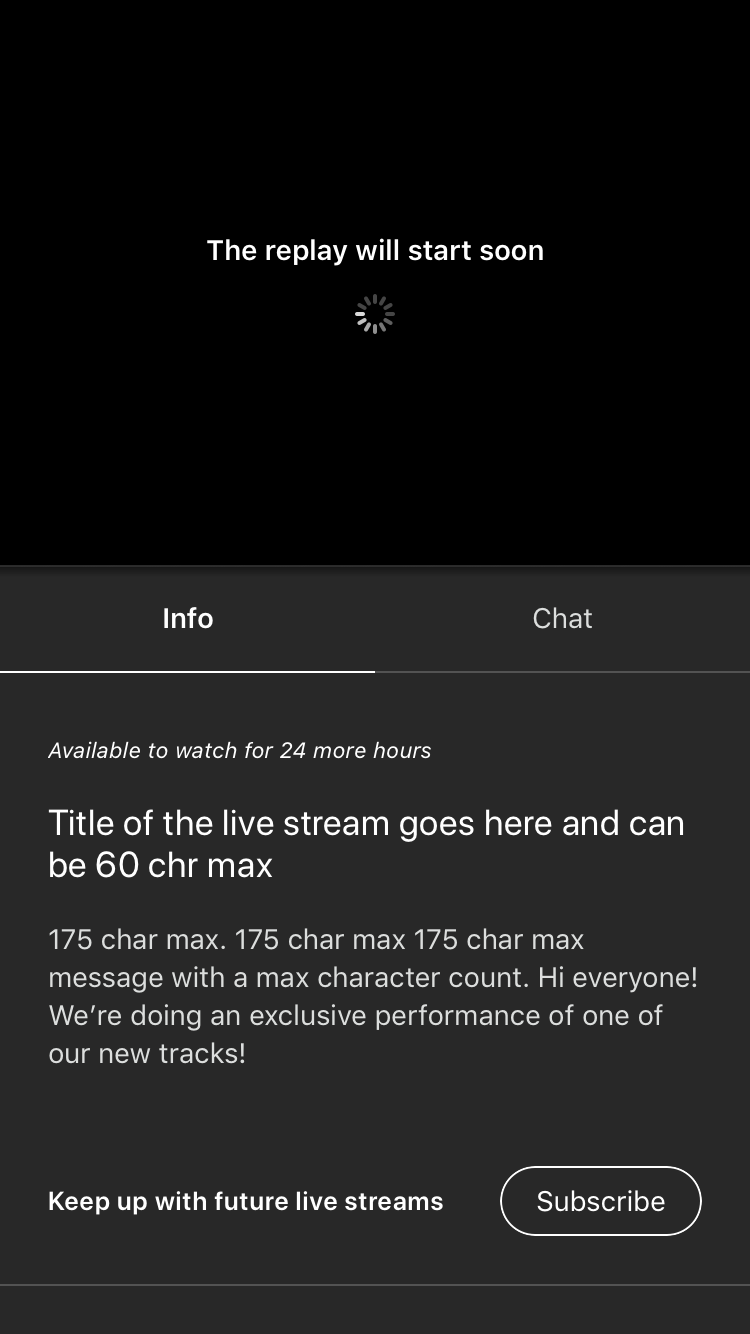 The replay will start soon
Info
Chat
Available to watch for 24 more hours
Title of the live stream goes here and can
be 60 chr max
175 char max. 175 char max 175 char max
message with a max character count. Hi everyone!
We’re doing an exclusive performance of one of
our new tracks!
Keep up with future live streams
Subscribe